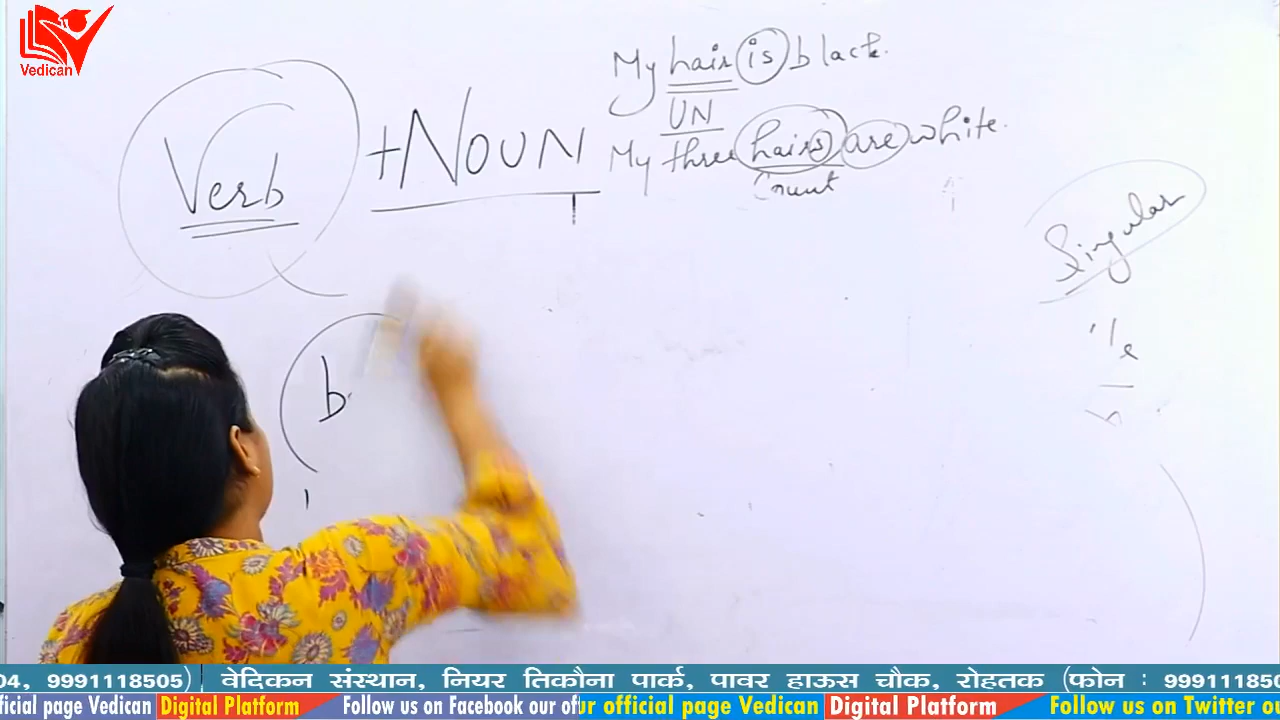 Vedican
My hair is black.
UN
Verb + NOUN
My three hairs are white.
Count
Singular
b
04, 9991118505) वेदिकन संस्थान, नियर तिकौना पार्क, पावर हाऊस चौक, रोहतक (फोन : 999111850
ficial page Vedican Digital Platform Follow us on Facebook our of ur official page Vedican Digital Platform Follow us on Twitter ou